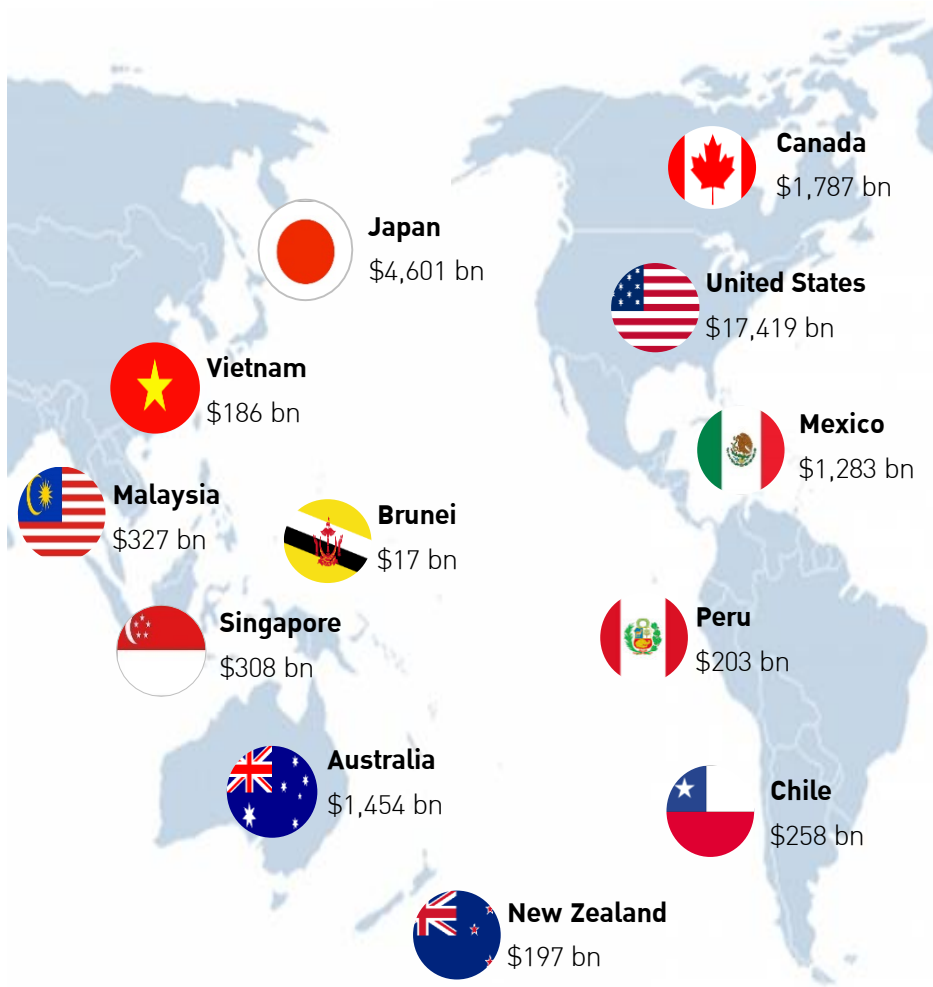 Canada
$1,787 bn
Japan
$4,601 bn
United States
$17,419 bn
Vietnam
$186 bn
Mexico
$1,283 bn
Malaysia
$327 bn
Brunei
$17 bn
Singapore
$308 bn
Peru
$203 bn
Australia
$1,454 bn
Chile
$258 bn
New Zealand
$197 bn